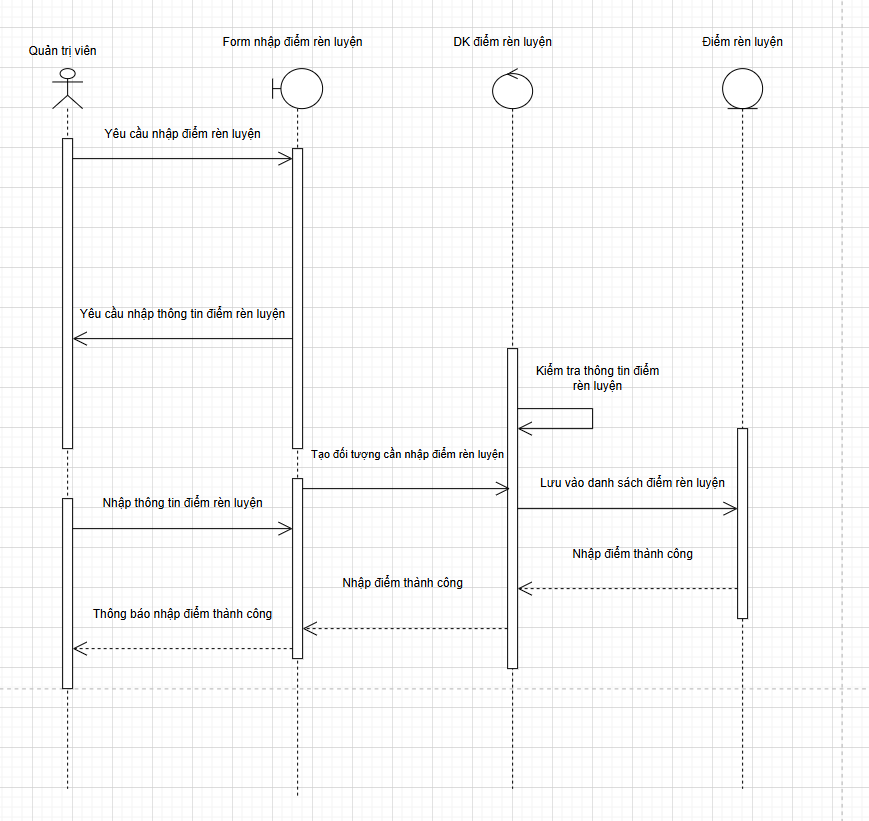 Quản trị viên
Form nhập điểm rèn luyện
DK điểm rèn luyện
Điểm rèn luyện
Yêu cầu nhập điểm rèn luyện
Yêu cầu nhập thông tin điểm rèn luyện
Kiểm tra thông tin điểm
rèn luyện
Tạo đối tượng cần nhập điểm rèn luyện
Lưu vào danh sách điểm rèn luyện
Nhập thông tin điểm rèn luyện
Nhập điểm thành công
Nhập điểm thành công
Thông báo nhập điểm thành công